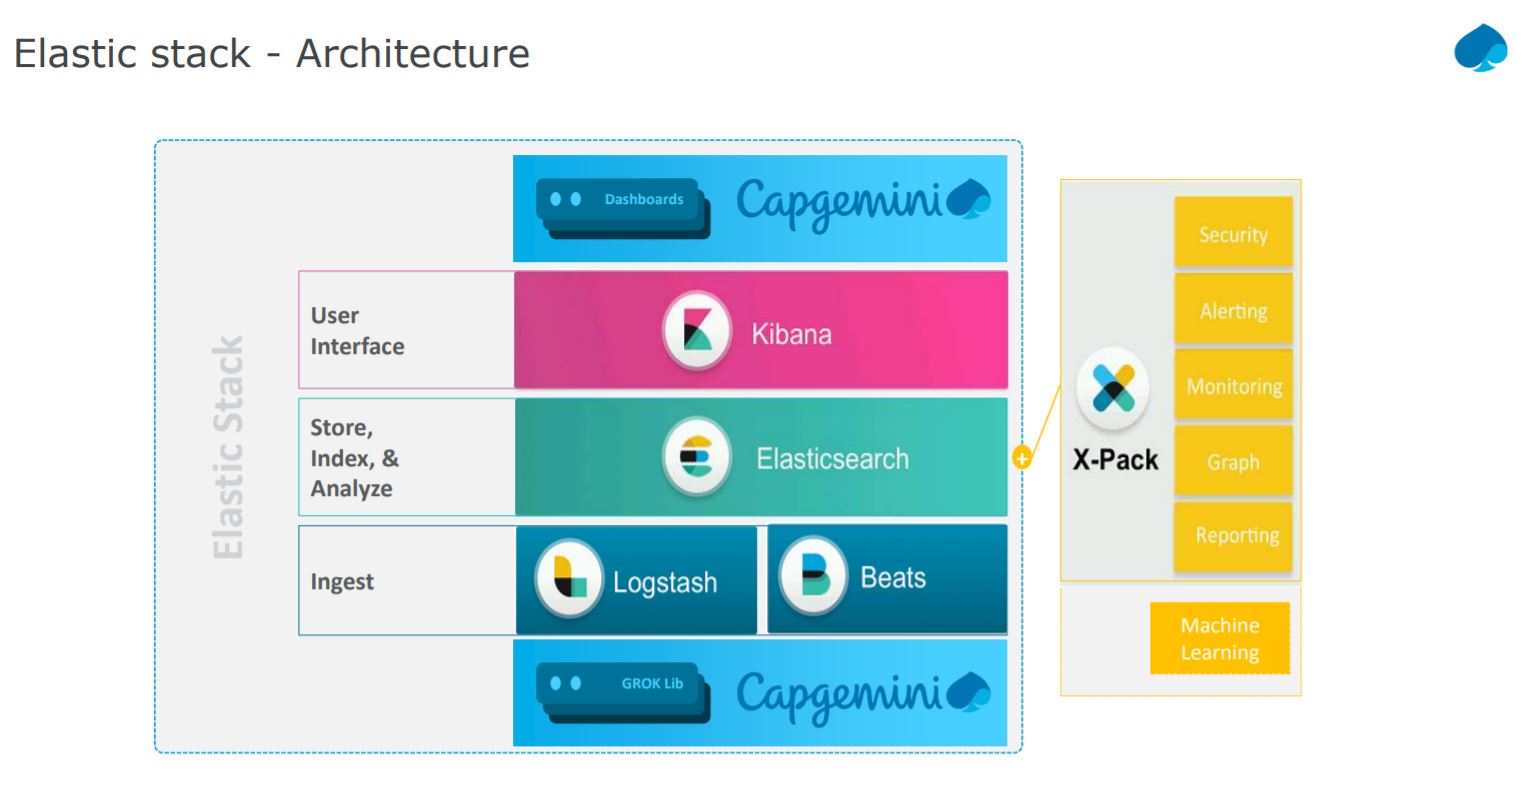 Elastic stack - Architecture
Elastic Stack
Dashboards
Capgemini
User
Interface
Kibana
Store,
Index, &
Analyze
Elasticsearch
Ingest
Logstash
Beats
GROK Lib
Capgemini
+
X-Pack
Security
Alerting
Monitoring
Graph
Reporting
Machine
Learning